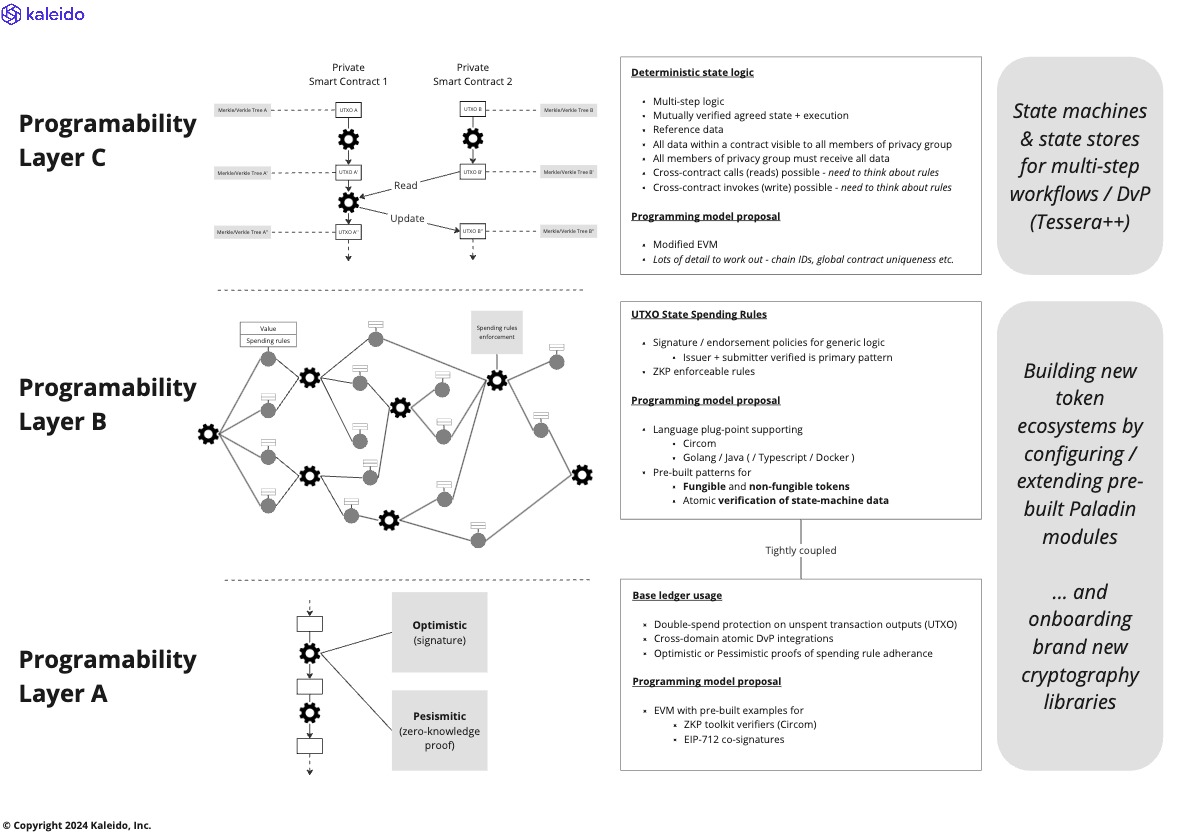 kaleido
Programability
Layer C
Private
Smart Contract 1
Private
Smart Contract 2
Merkle/Verkle Tree A
UTXO A
UTXO B
Merkle/Verkle Tree B
Merkle/Verkle Tree A'
UTXO A'
UTXO B'
Merkle/Verkle Tree B'
Read
Update
Merkle/Verkle Tree A"
UTXO A"
UTXO B"
Merkle/Verkle Tree B"
Deterministic state logic
Multi-step logic
Mutually verified agreed state + execution
Reference data
All data within a contract visible to all members of privacy group
All members of privacy group must receive all data
Cross-contract calls (reads) possible - need to think about rules
Cross-contract invokes (write) possible - need to think about rules
Programming model proposal
Modified EVM
Lots of detail to work out - chain IDs, global contract uniqueness etc.
State machines
& state stores
for multi-step
workflows / DvP
(Tessera++)
Programability
Layer B
Value
Spending rules
Spending rules
enforcement
UTXO State Spending Rules
Signature / endorsement policies for generic logic
Issuer + submitter verified is primary pattern
ZKP enforceable rules
Programming model proposal
Language plug-point supporting
Circom
Golang / Java ( / Typescript / Docker )
Pre-built patterns for
Fungible and non-fungible tokens
Atomic verification of state-machine data
Tightly coupled
Building new
token
ecosystems by
configuring /
extending pre-
built Paladin
modules
... and
onboarding
brand new
cryptography
libraries
Programability
Layer A
Optimistic
(signature)
Pesismitic
(zero-knowledge
proof)
Base ledger usage
Double-spend protection on unspent transaction outputs (UTXO)
Cross-domain atomic DvP integrations
Optimistic or Pessimistic proofs of spending rule adherance
Programming model proposal
EVM with pre-built examples for
ZKP toolkit verifiers (Circom)
EIP-712 co-signatures
© Copyright 2024 Kaleido, Inc.